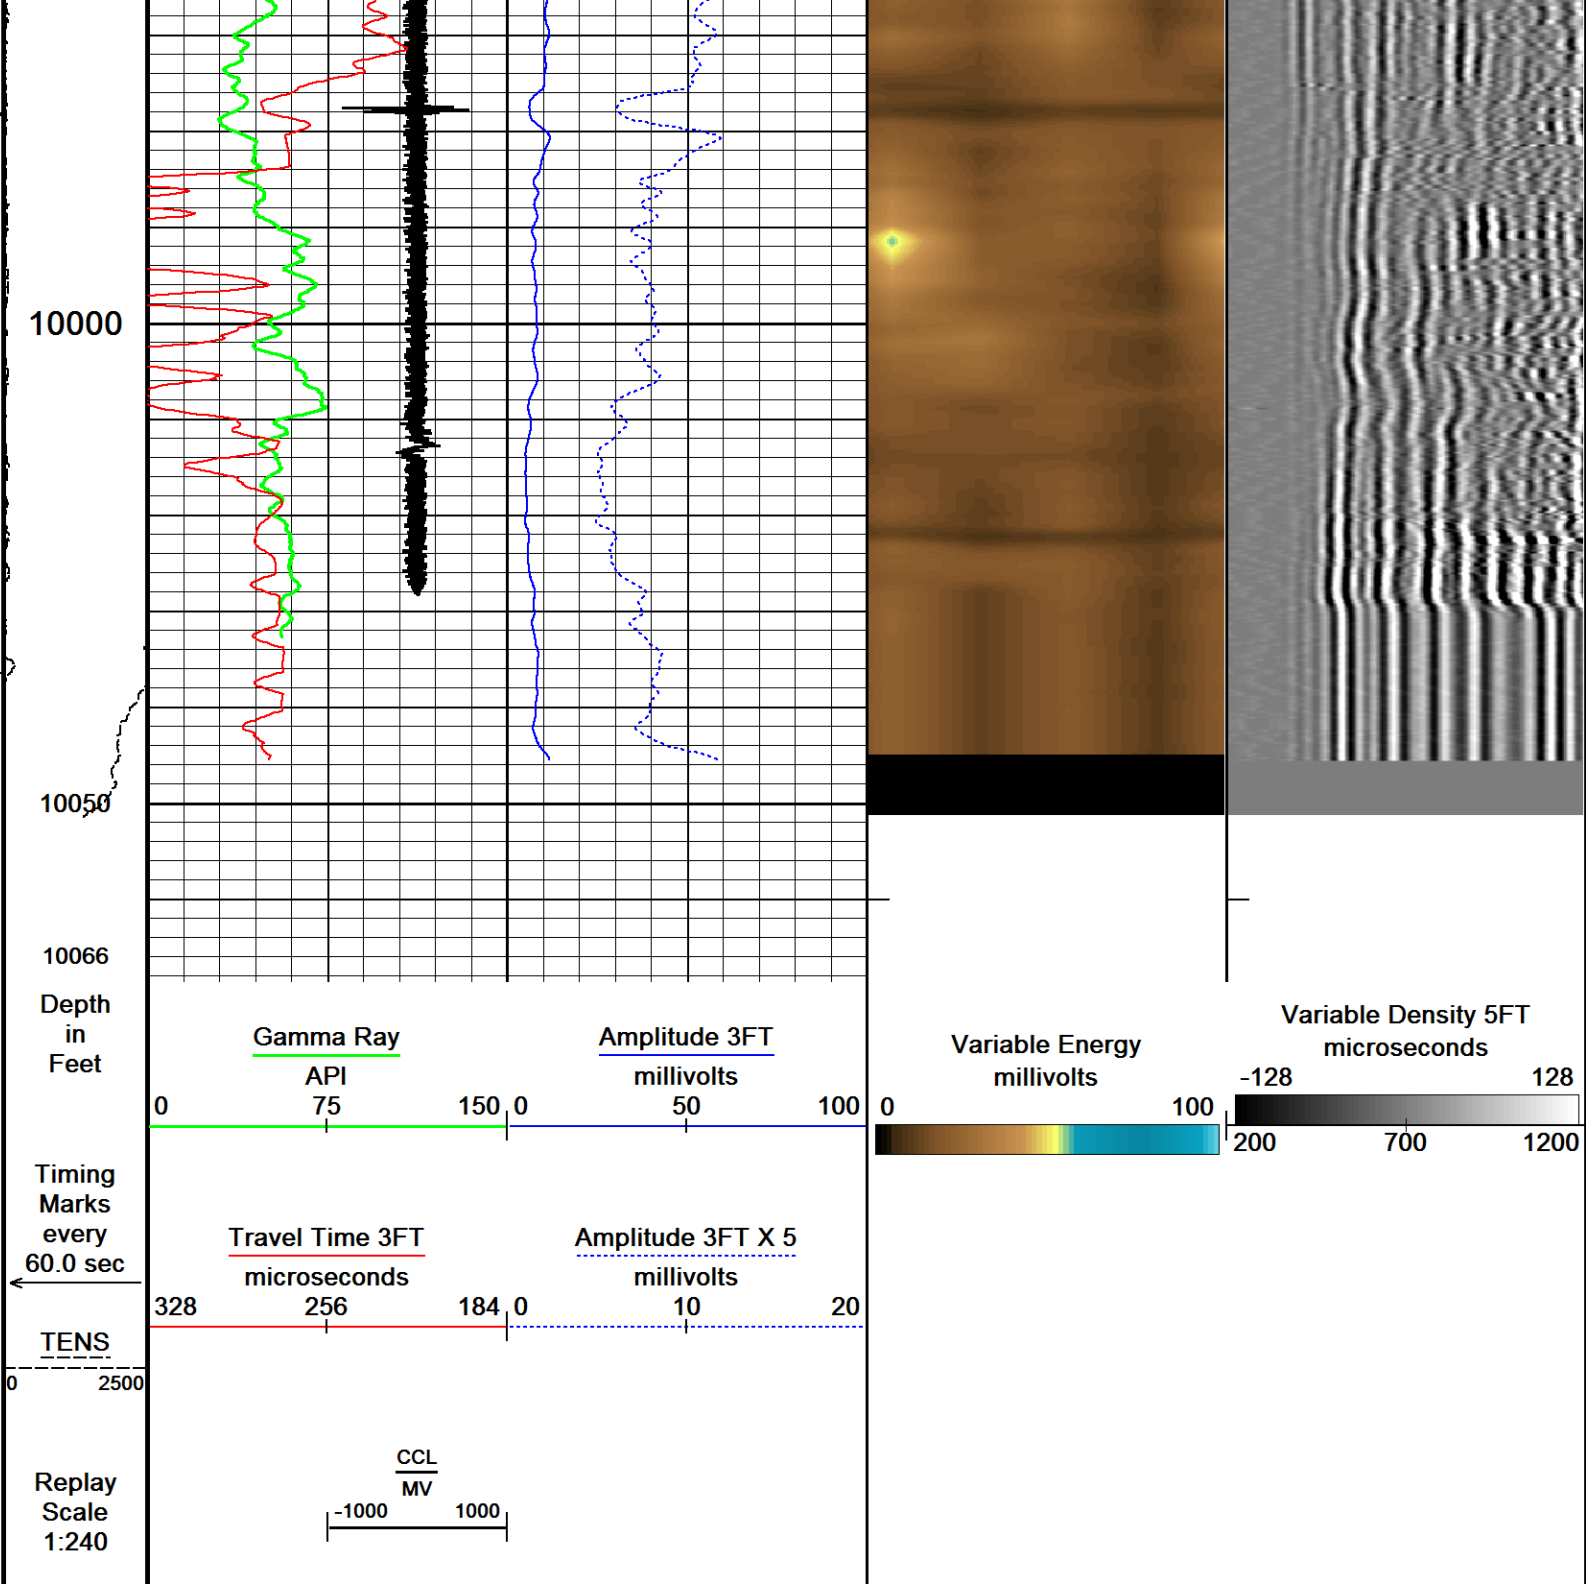 10000
10050
10066
Depth
in
Feet
Timing
Marks
every
60.0 sec
TENS
0 2500
Replay
Scale
1:240
Gamma Ray
API
0 75 150
Travel Time 3FT
microseconds
328 256 184
CCL
MV
-1000 1000
Amplitude 3FT
millivolts
0 50 100
Amplitude 3FT X 5
millivolts
0 10 20
Variable Energy
millivolts
0 100
Variable Density 5FT
microseconds
-128 128
200 700 1200